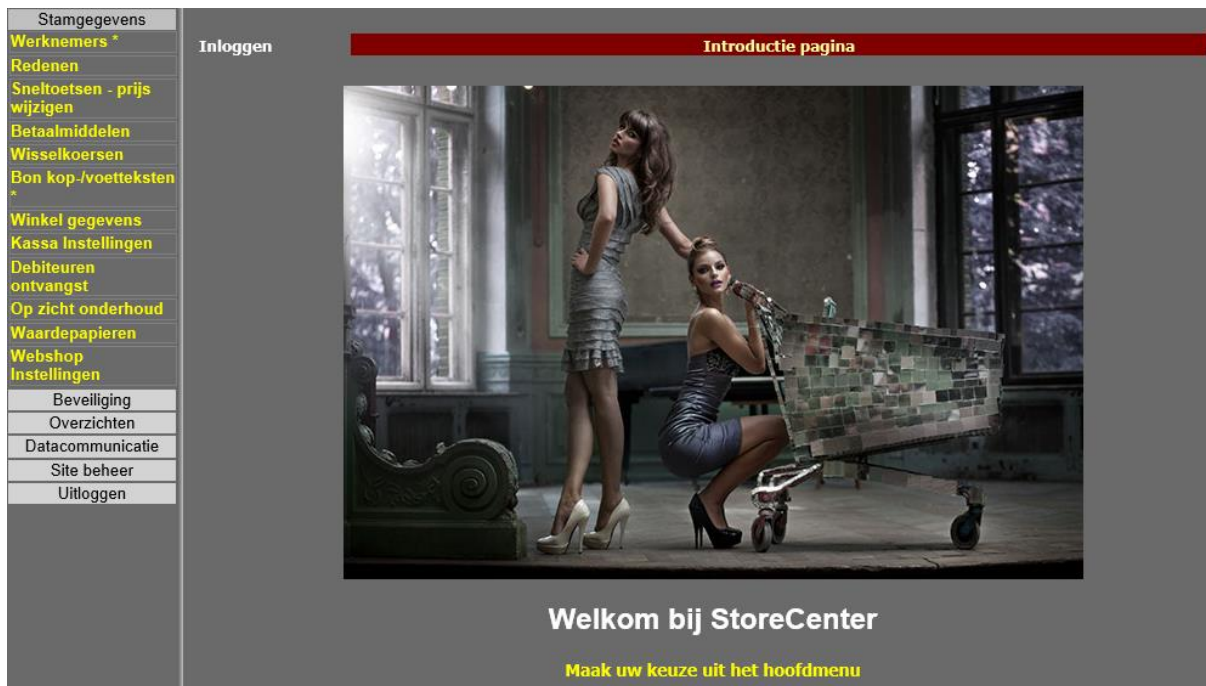 Stamgegevens
Werknemers *
Redenen
Sneltoetsen - prijs
wijzigen
Betaalmiddelen
Wisselkoersen
Bon kop-/voetteksten
*
Winkel gegevens
Kassa Instellingen
Debiteuren
ontvangst
Op zicht onderhoud
Waardepapieren
Webshop
Instellingen
Beveiliging
Overzichten
Datacommunicatie
Site beheer
Uitloggen
Inloggen
Introductie pagina
Welkom bij StoreCenter
Maak uw keuze uit het hoofdmenu